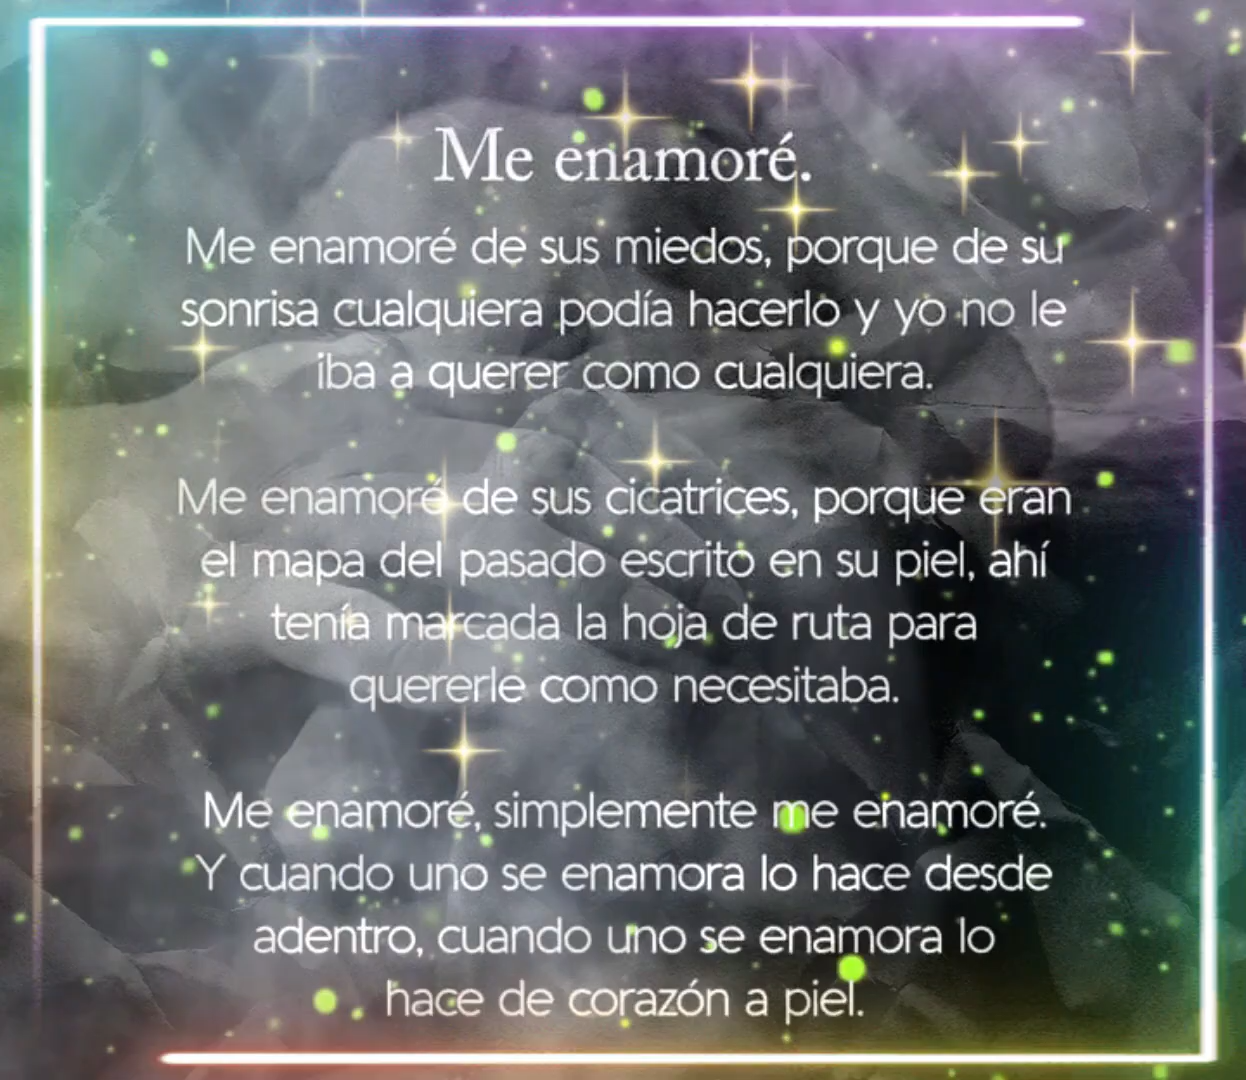 Me enamoré.
Me enamoré de sus miedos, porque de su
sonrisa cualquiera podía hacerlo y yo no le
iba a querer como cualquiera.
Me enamoré de sus cicatrices, porque eran
el mapa del pasado escrito en su piel, ahí
tenía marcada la hoja de ruta para
quererle como necesitaba.
Me enamoré, simplemente me enamoré.
Y cuando uno se enamora lo hace desde
adentro, cuando uno se enamora lo
hace de corazón a piel.